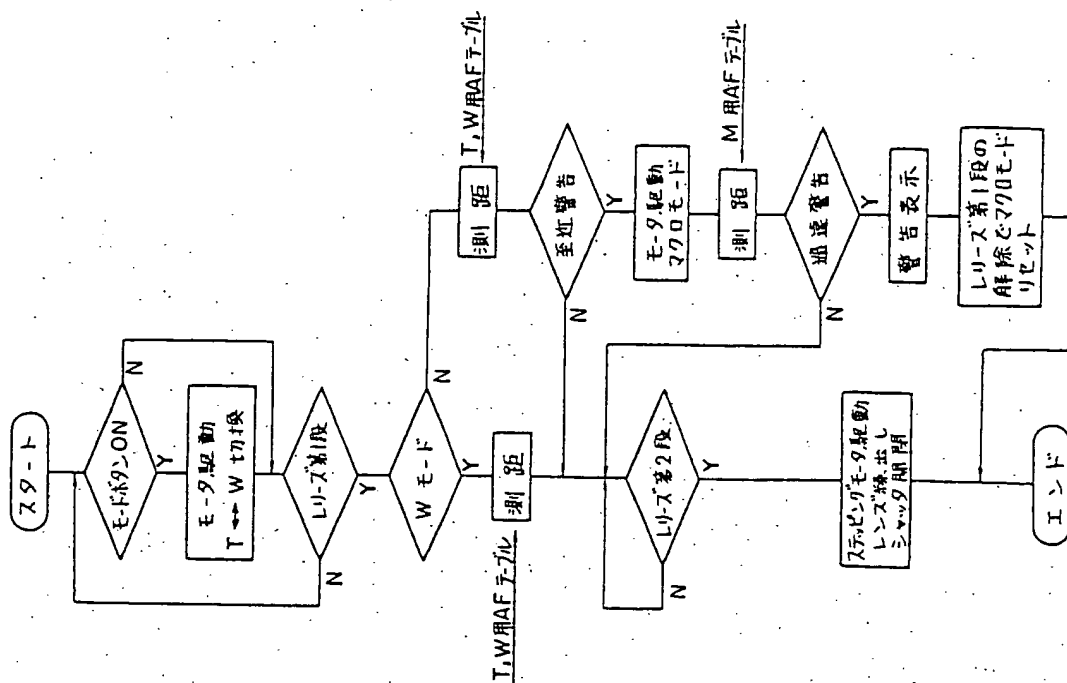 スタート
モードボタンON
N
Y
モータ駆動
T↔W切換
レリーズ第1段
N
Y
Wモード
N
Y
測距
T,W用AFテーブル
測距
T,W用AFテーブル
至近警告
N
Y
モータ駆動
マクロモード
測距
M用AFテーブル
過遠警告
N
Y
警告表示
レリーズ第1段の
解除でマクロモード
リセット
レリーズ第2段
N
Y
ステッピングモータ駆動
レンズ繰出し
シャッタ開閉
エンド